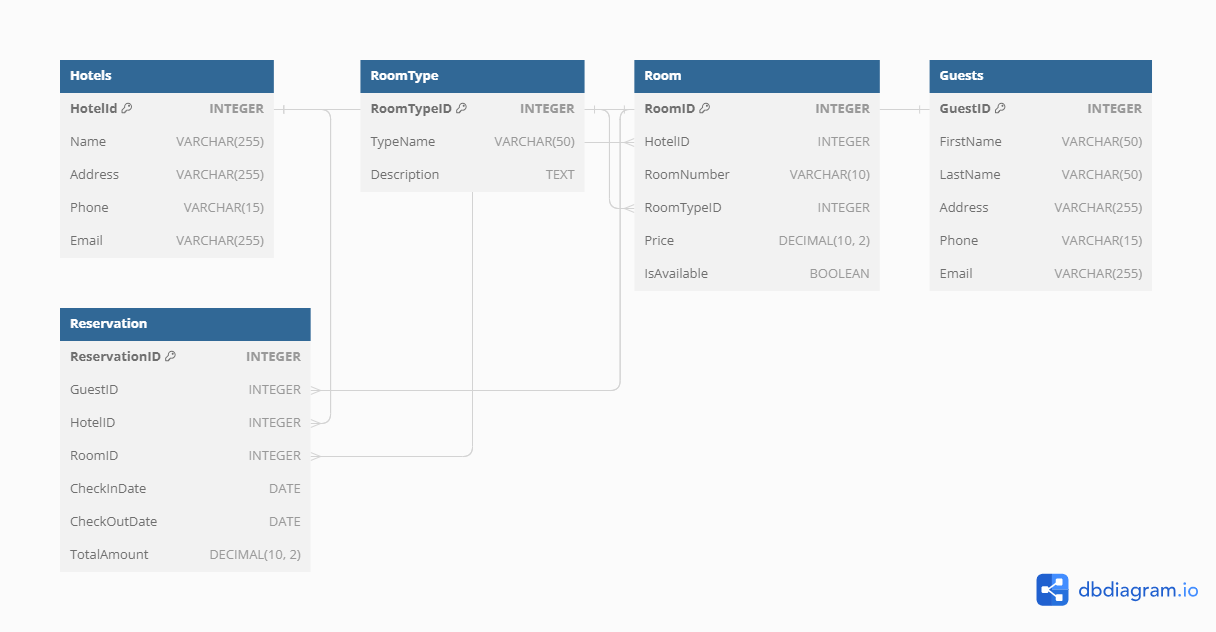 Hotels
HotelId INTEGER
Name VARCHAR(255)
Address VARCHAR(255)
Phone VARCHAR(15)
Email VARCHAR(255)
RoomType
RoomTypeID INTEGER
TypeName VARCHAR(50)
Description TEXT
Room
RoomID INTEGER
HotelID INTEGER
RoomNumber VARCHAR(10)
RoomTypeID INTEGER
Price DECIMAL(10, 2)
IsAvailable BOOLEAN
Guests
GuestID INTEGER
FirstName VARCHAR(50)
LastName VARCHAR(50)
Address VARCHAR(255)
Phone VARCHAR(15)
Email VARCHAR(255)
Reservation
ReservationID INTEGER
GuestID INTEGER
HotelID INTEGER
RoomID INTEGER
CheckInDate DATE
CheckOutDate DATE
TotalAmount DECIMAL(10, 2)
dbdiagram.io